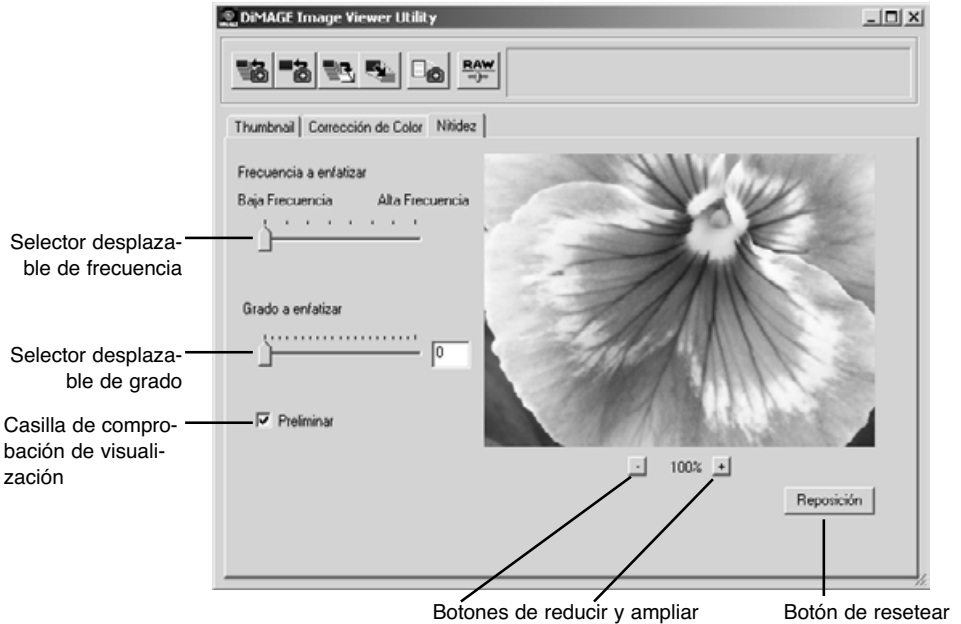 DiMAGE Image Viewer Utility
RAW
Thumbnail Corrección de Color Nitidez
Frecuencia a enfatizar
Baja Frecuencia Alta Frecuencia
Selector desplaza-
ble de frecuencia
Grado a enfatizar
0
Selector desplaza-
ble de grado
Preliminar
Casilla de compro-
bación de visuali-
zación
- 100% +
Reposición
Botones de reducir y ampliar
Botón de resetear